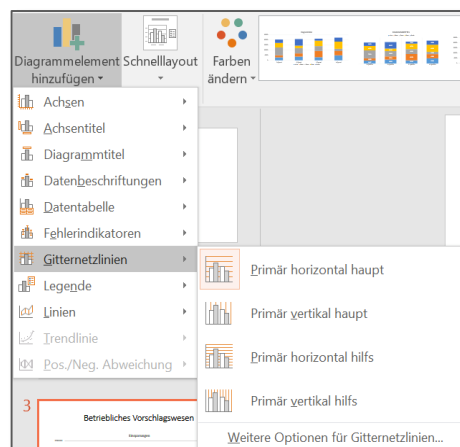 Diagrammelement
hinzufügen
Schnelllayout
Farben
ändern
Achsen
Achsentitel
Diagrammtitel
Datenbeschriftungen
Datentabelle
Fehlerindikatoren
Gitternetzlinien
Legende
Linien
Trendlinie
Pos./Neg. Abweichung
Primär horizontal haupt
Primär vertikal haupt
Primär horizontal hilfs
Primär vertikal hilfs
Weitere Optionen für Gitternetzlinien...
3
Betriebliches Vorschlagswesen